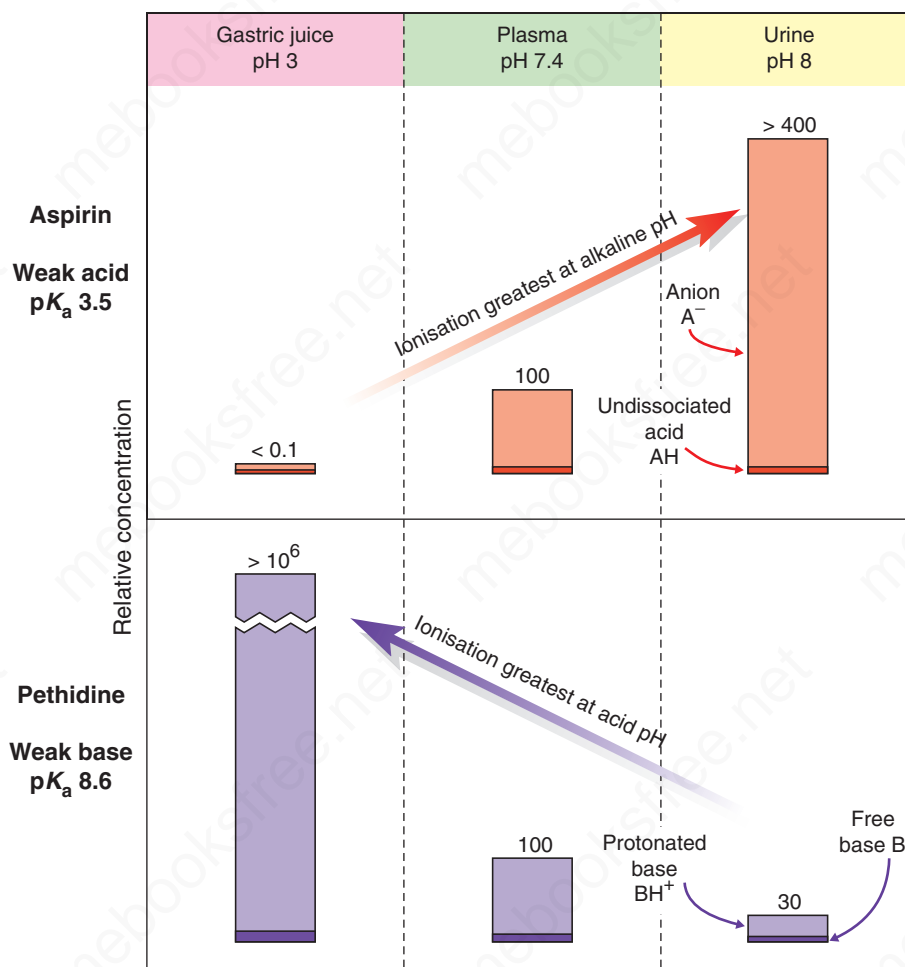 Gastric juice
pH 3
Plasma
pH 7.4
Urine
pH 8
Aspirin
Weak acid
pKa 3.5
Relative concentration
< 0.1
100
> 400
Ionisation greatest at alkaline pH
Anion
A−
Undissociated
acid
AH
Pethidine
Weak base
pKa 8.6
> 10⁶
100
30
Ionisation greatest at acid pH
Protonated
base
BH+
Free
base B
mebooksfree.net